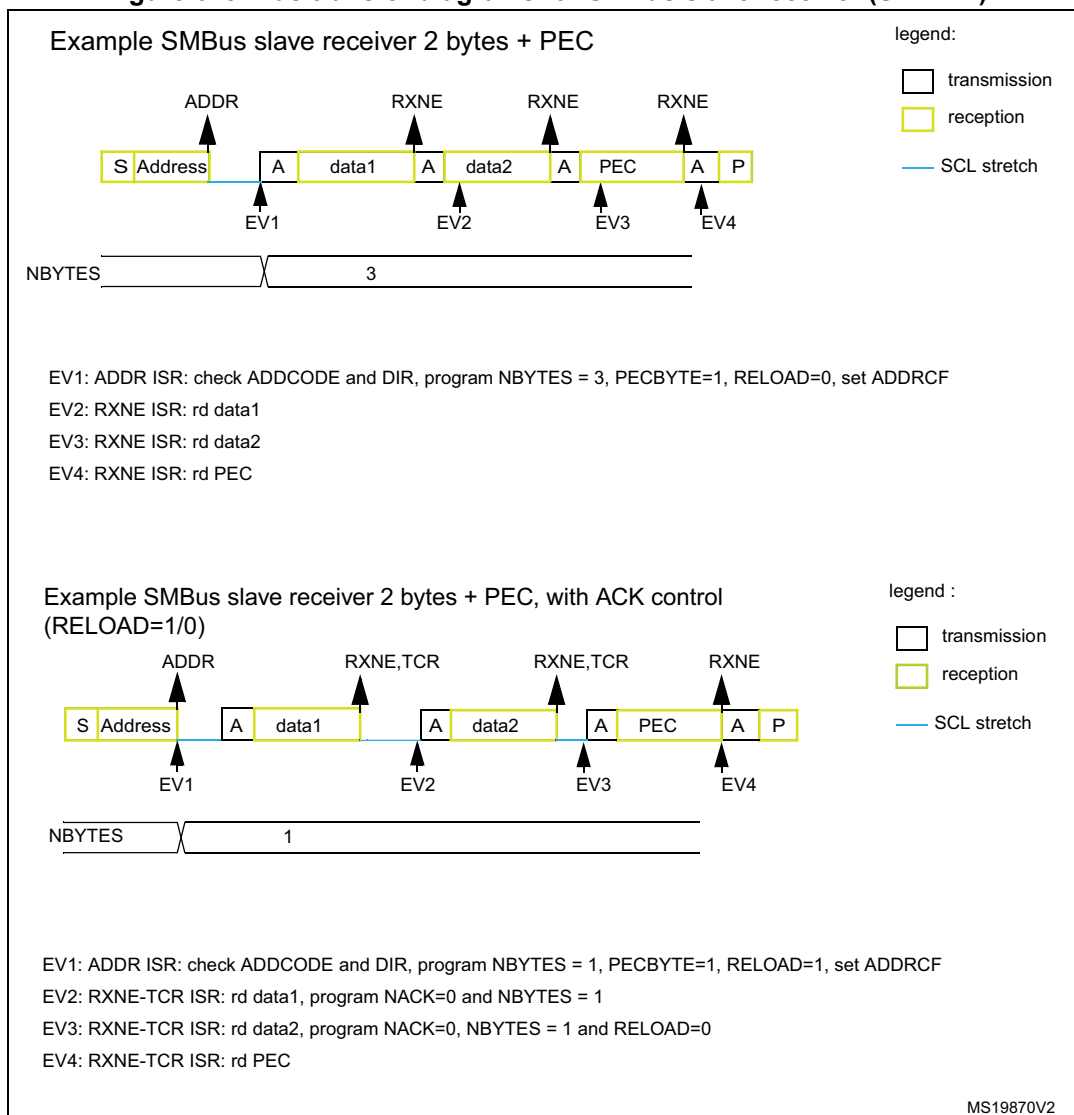 Example SMBus slave receiver 2 bytes + PEC
legend:
transmission
reception
SCL stretch
ADDR RXNE RXNE RXNE
S Address A data1 A data2 A PEC A P
EV1 EV2 EV3 EV4
NBYTES 3
EV1: ADDR ISR: check ADDCODE and DIR, program NBYTES = 3, PECBYTE=1, RELOAD=0, set ADDRCF
EV2: RXNE ISR: rd data1
EV3: RXNE ISR: rd data2
EV4: RXNE ISR: rd PEC
Example SMBus slave receiver 2 bytes + PEC, with ACK control
(RELOAD=1/0)
legend :
transmission
reception
SCL stretch
ADDR RXNE,TCR RXNE,TCR RXNE
S Address A data1 A data2 A PEC A P
EV1 EV2 EV3 EV4
NBYTES 1
EV1: ADDR ISR: check ADDCODE and DIR, program NBYTES = 1, PECBYTE=1, RELOAD=1, set ADDRCF
EV2: RXNE-TCR ISR: rd data1, program NACK=0 and NBYTES = 1
EV3: RXNE-TCR ISR: rd data2, program NACK=0, NBYTES = 1 and RELOAD=0
EV4: RXNE-TCR ISR: rd PEC
MS19870V2